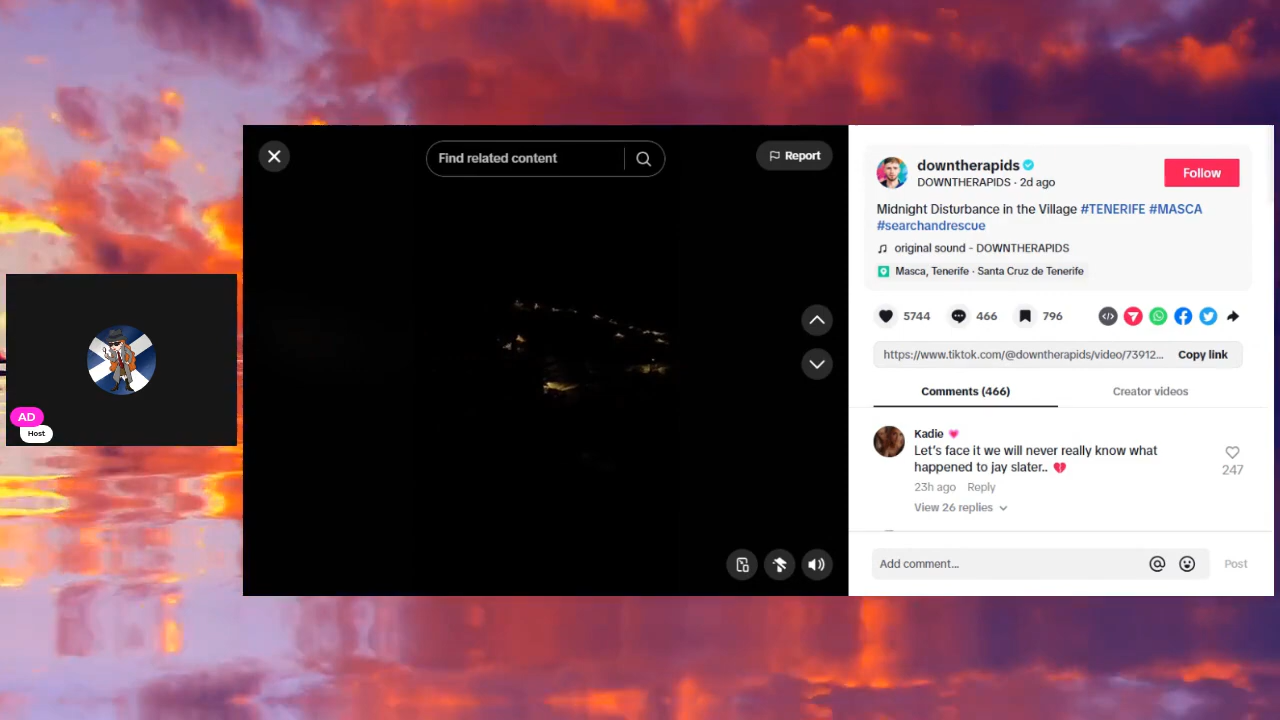 Find related content
Report
downtherapids
DOWNTHERAPIDS · 2d ago
Follow
Midnight Disturbance in the Village #TENERIFE #MASCA
#searchandrescue
original sound - DOWNTHERAPIDS
Masca, Tenerife · Santa Cruz de Tenerife
5744
466
796
https://www.tiktok.com/@downtherapids/video/73912...
Copy link
Comments (466)
Creator videos
AD
Host
Kadie
Let's face it we will never really know what
happened to jay slater..
247
23h ago Reply
View 26 replies
Add comment...
Post